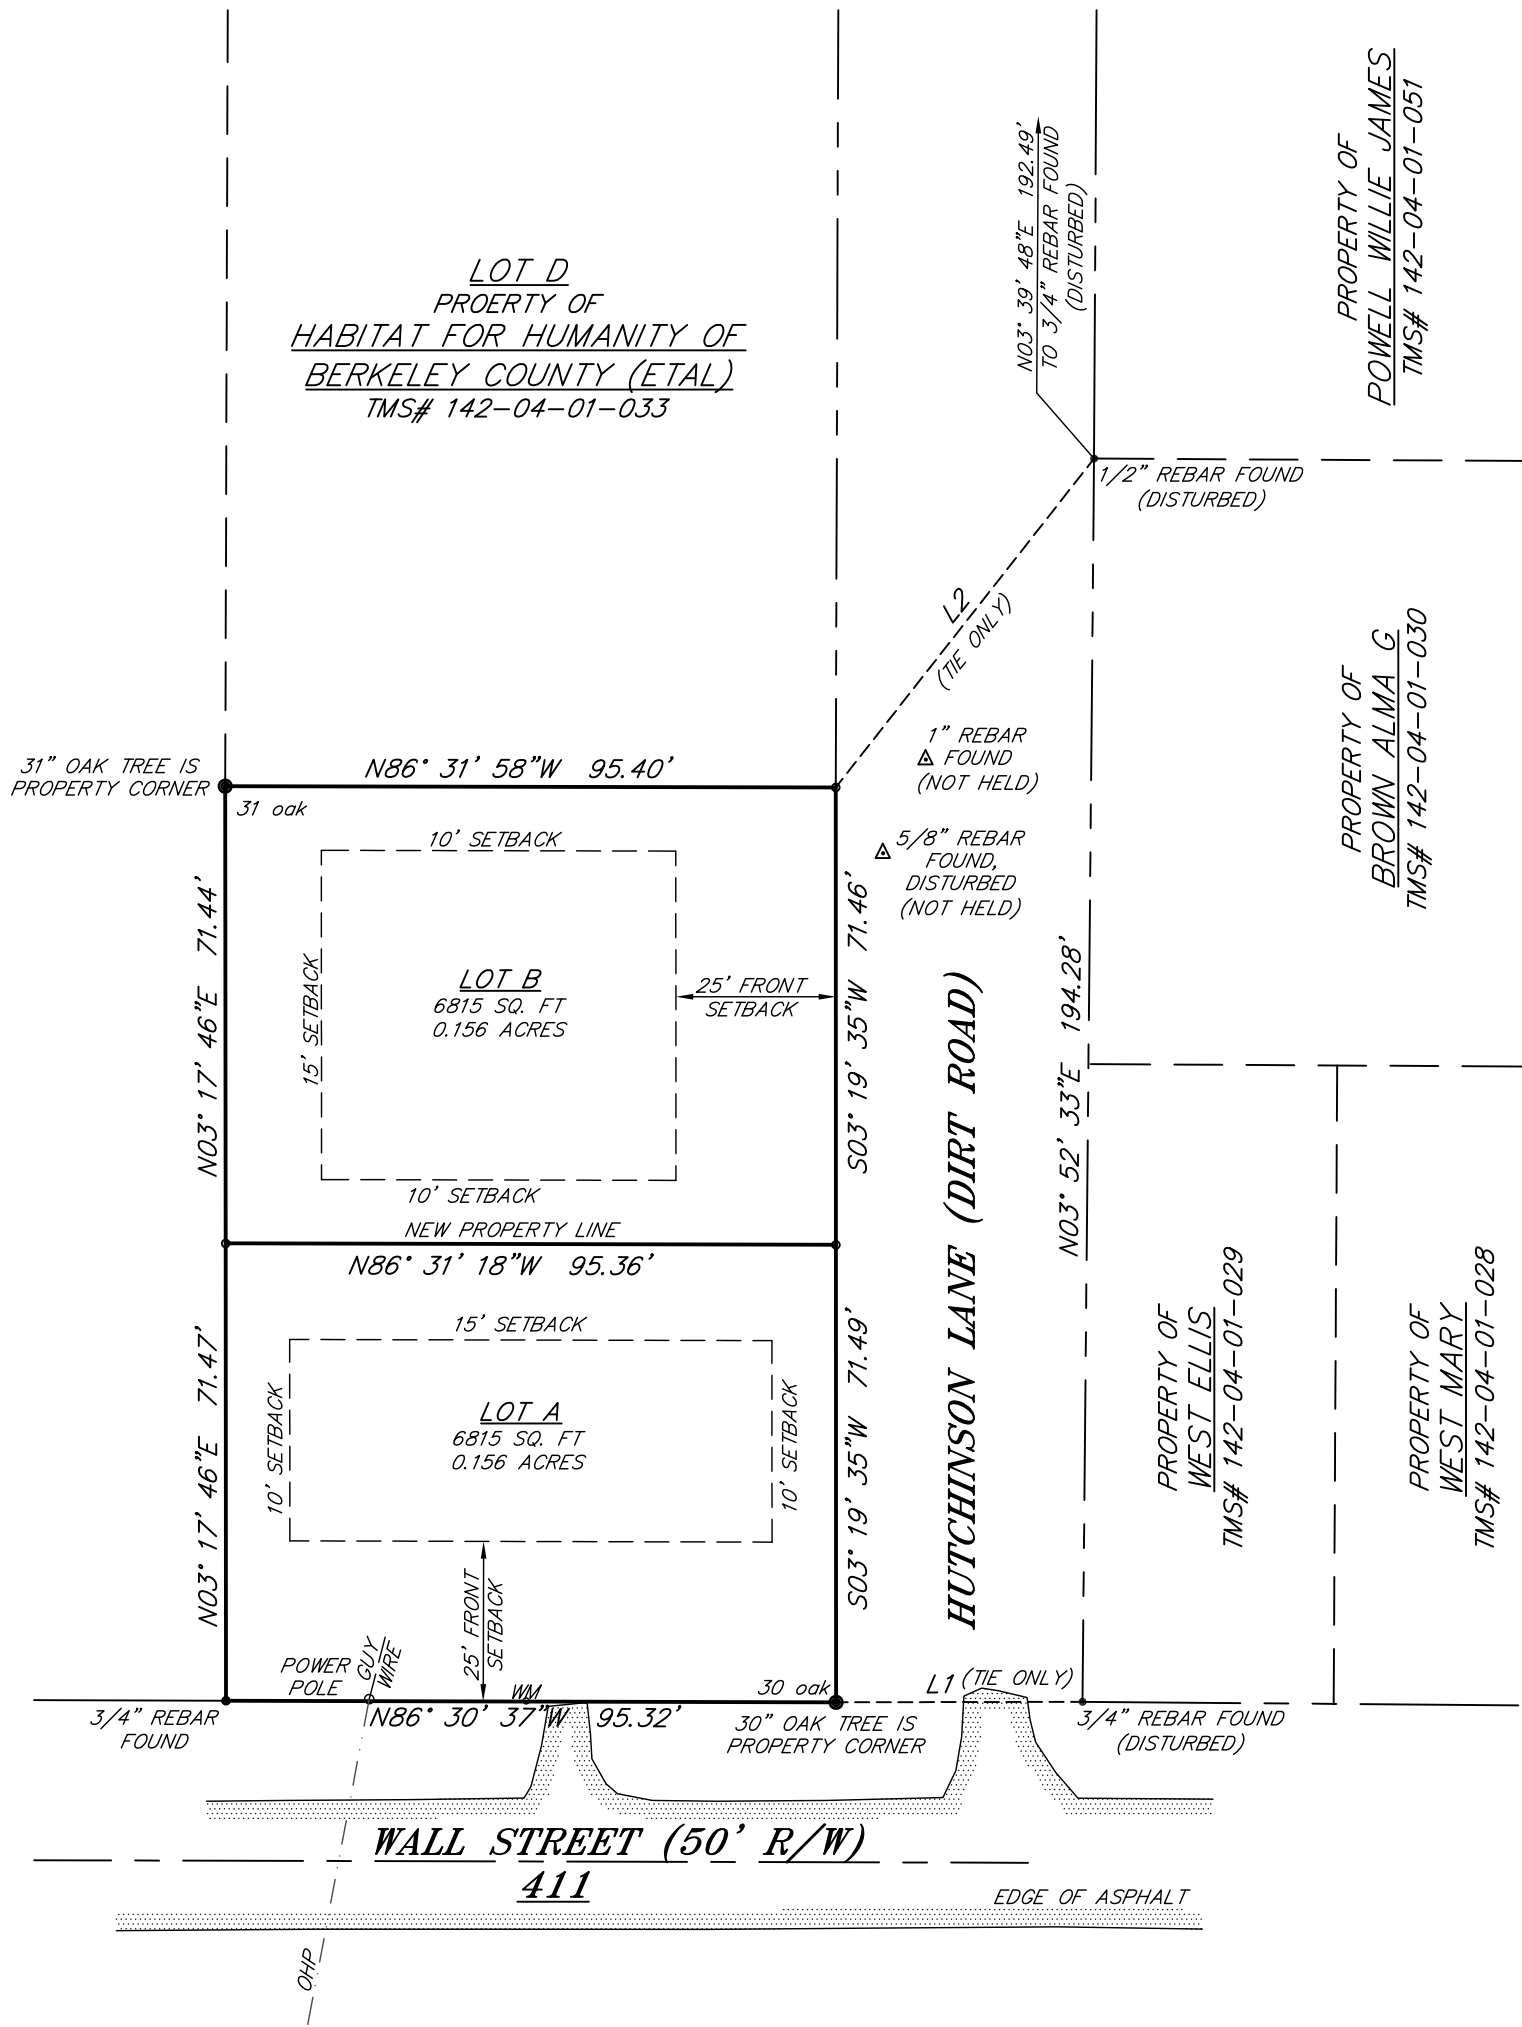 PROPERTY OF
POWELL WILLIE JAMES
TMS# 142-04-01-051
N03° 39' 48"E 192.49'
TO 3/4" REBAR FOUND
(DISTURBED)
LOT D
PROERTY OF
HABITAT FOR HUMANITY OF
BERKELEY COUNTY (ETAL)
TMS# 142-04-01-033
1/2" REBAR FOUND
(DISTURBED)
L2
(TIE ONLY)
PROPERTY OF
BROWN ALMA G
TMS# 142-04-01-030
31" OAK TREE IS
PROPERTY CORNER
31 oak
N86° 31' 58"W 95.40'
1" REBAR
FOUND
(NOT HELD)
5/8" REBAR
FOUND,
DISTURBED
(NOT HELD)
10' SETBACK
N03° 17' 46"E 71.44'
15' SETBACK
LOT B
6815 SQ. FT
0.156 ACRES
25' FRONT
SETBACK
S03° 19' 35"W 71.46'
10' SETBACK
NEW PROPERTY LINE
N86° 31' 18"W 95.36'
HUTCHINSON LANE (DIRT ROAD)
N03° 52' 33"E 194.28'
15' SETBACK
N03° 17' 46"E 71.47'
10' SETBACK
LOT A
6815 SQ. FT
0.156 ACRES
10' SETBACK
S03° 19' 35"W 71.49'
PROPERTY OF
WEST ELLIS
TMS# 142-04-01-029
PROPERTY OF
WEST MARY
TMS# 142-04-01-028
25' FRONT
SETBACK
POWER
POLE
GUY
WIRE
WM
30 oak
L1 (TIE ONLY)
3/4" REBAR
FOUND
N86° 30' 37"W 95.32'
30" OAK TREE IS
PROPERTY CORNER
3/4" REBAR FOUND
(DISTURBED)
WALL STREET (50' R/W)
411
EDGE OF ASPHALT
OHP